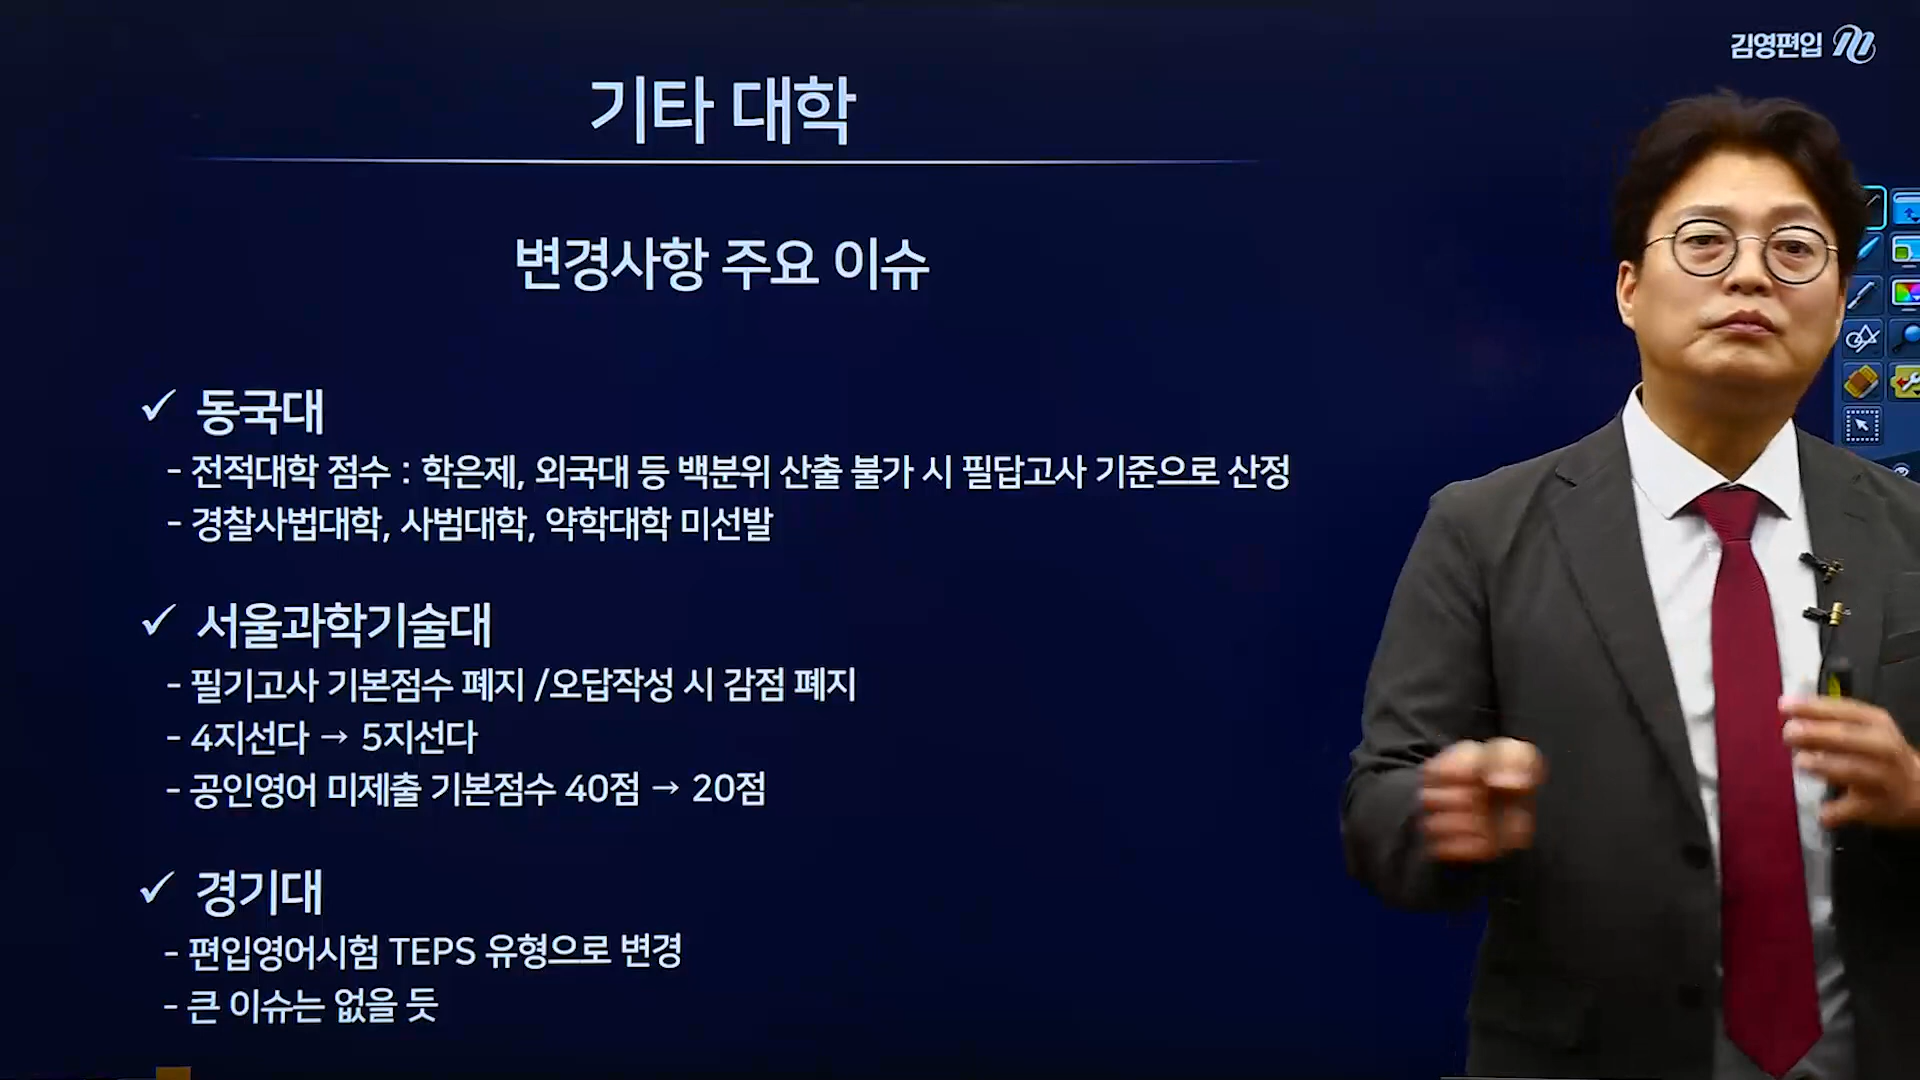 김영편입
기타 대학
변경사항 주요 이슈
✓ 동국대
- 전적대학 점수 : 학은제, 외국대 등 백분위 산출 불가 시 필답고사 기준으로 산정
- 경찰사법대학, 사범대학, 약학대학 미선발
✓ 서울과학기술대
- 필기고사 기본점수 폐지 /오답작성 시 감점 폐지
- 4지선다 → 5지선다
- 공인영어 미제출 기본점수 40점 → 20점
✓ 경기대
- 편입영어시험 TEPS 유형으로 변경
- 큰 이슈는 없을 듯